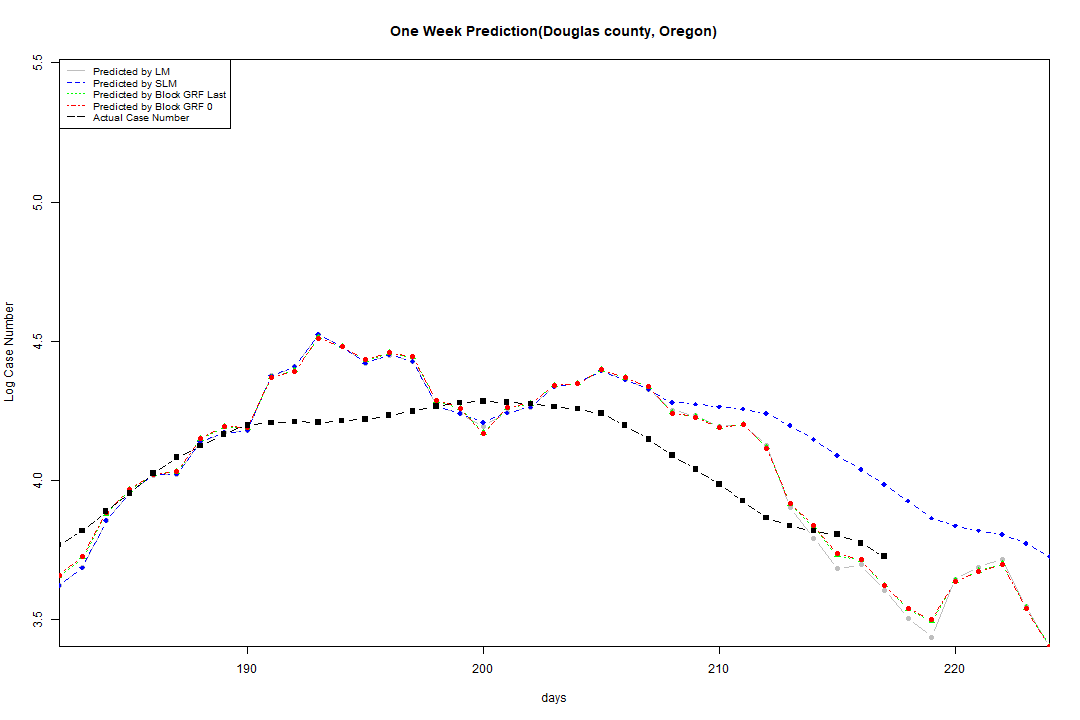 One Week Prediction(Douglas county, Oregon)
Predicted by LM
Predicted by SLM
Predicted by Block GRF Last
Predicted by Block GRF 0
Actual Case Number
5.5
5.0
4.5
4.0
3.5
Log Case Number
190 200 210 220
days